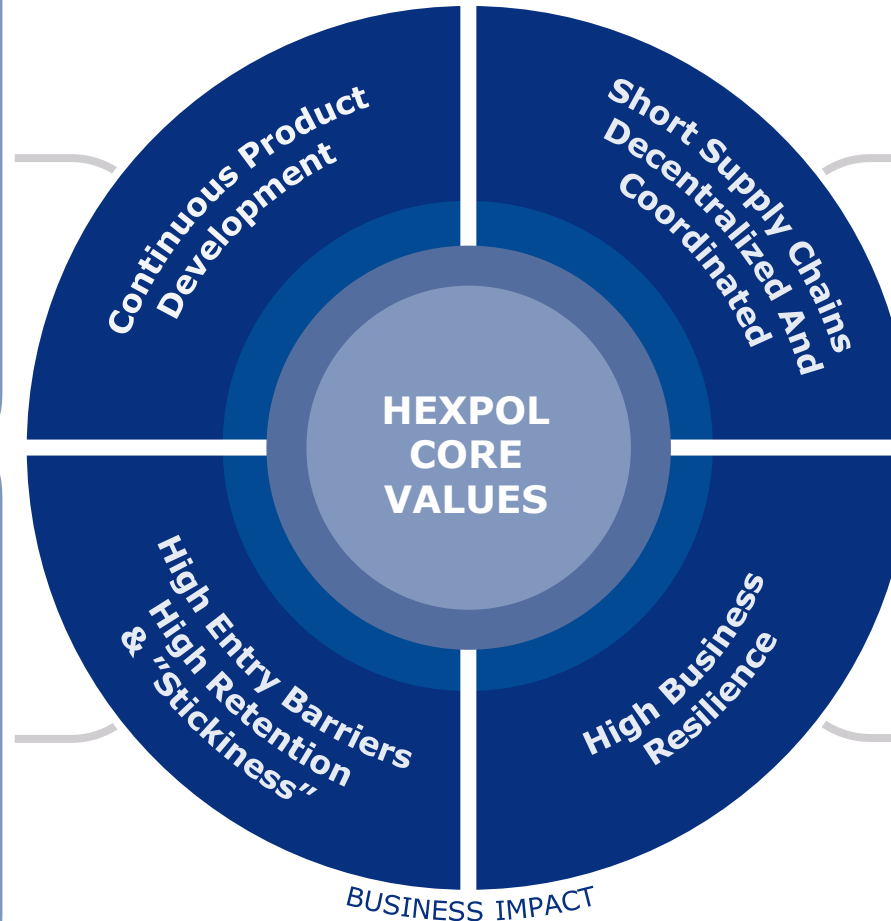 Continuous Product
Development
Short Supply Chains
Decentralized And
Coordinated
HEXPOL
CORE
VALUES
High Entry Barriers
High Retention
& ”Stickiness”
High Business
Resilience
BUSINESS IMPACT